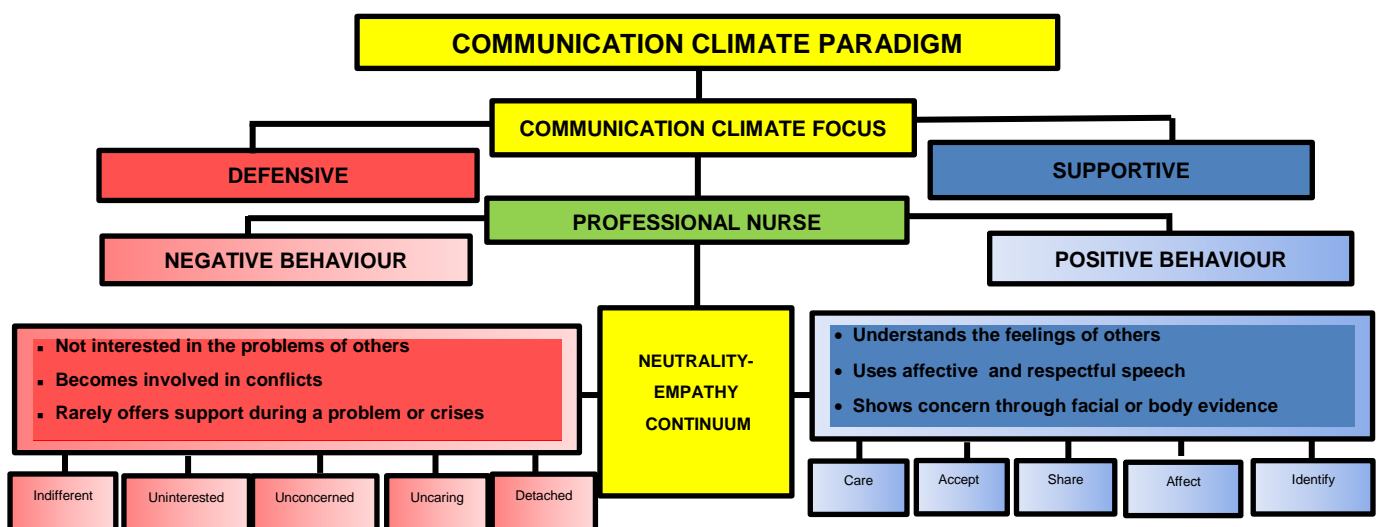 COMMUNICATION CLIMATE PARADIGM
COMMUNICATION CLIMATE FOCUS
DEFENSIVE
SUPPORTIVE
PROFESSIONAL NURSE
NEGATIVE BEHAVIOUR
POSITIVE BEHAVIOUR
▪ Not interested in the problems of others
▪ Becomes involved in conflicts
▪ Rarely offers support during a problem or crises
NEUTRALITY-
EMPATHY
CONTINUUM
• Understands the feelings of others
• Uses affective and respectful speech
• Shows concern through facial or body evidence
Indifferent
Uninterested
Unconcerned
Uncaring
Detached
Care
Accept
Share
Affect
Identify